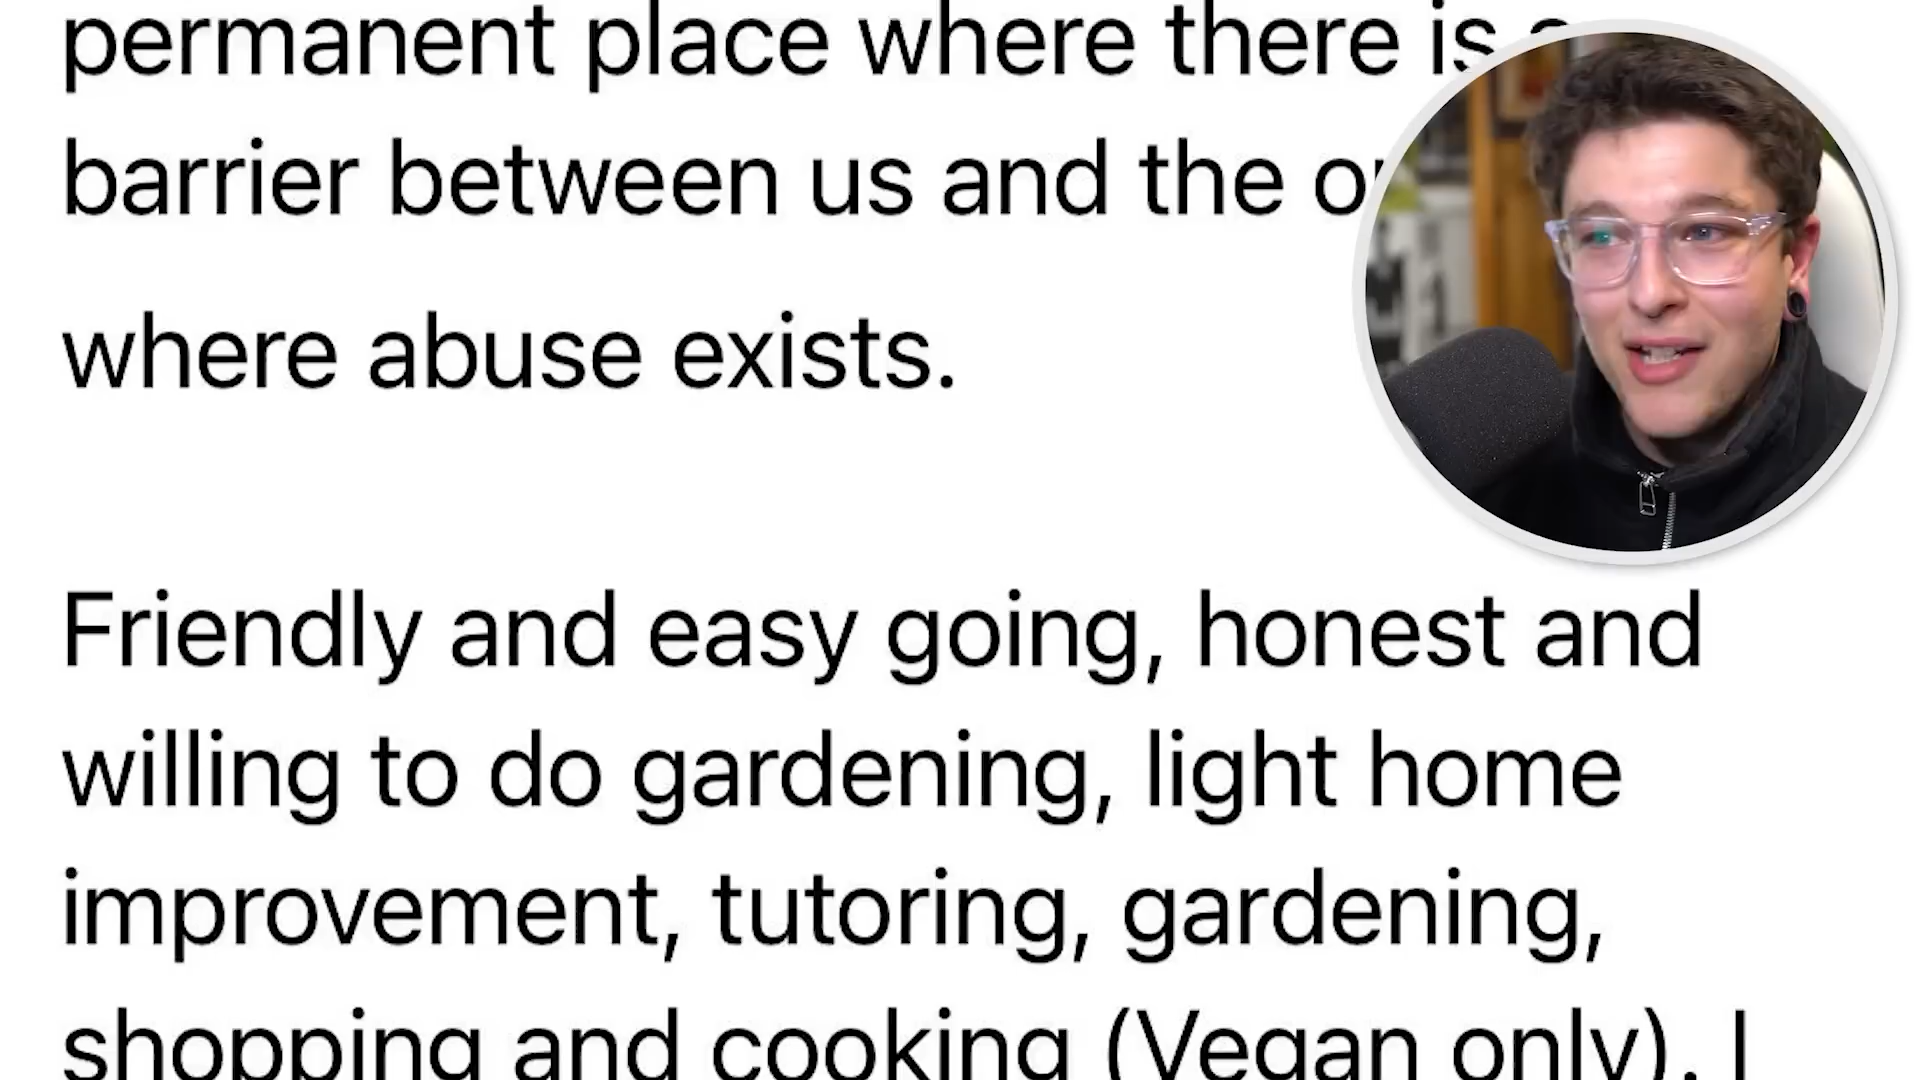 permanent place where there is
barrier between us and the
where abuse exists.
Friendly and easy going, honest and
willing to do gardening, light home
improvement, tutoring, gardening,
shopping and cooking (Vegan only). I